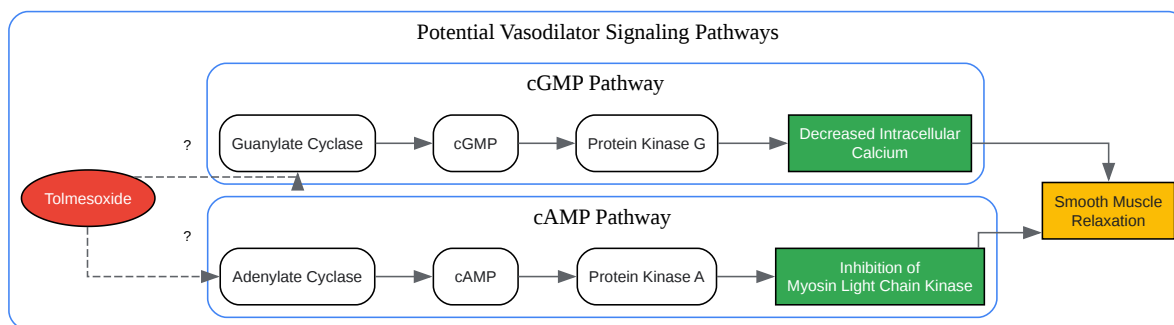 Potential Vasodilator Signaling Pathways
cGMP Pathway
?
Guanylate Cyclase
cGMP
Protein Kinase G
Decreased Intracellular
Calcium
Tolmesoxide
Smooth Muscle
Relaxation
cAMP Pathway
?
Adenylate Cyclase
cAMP
Protein Kinase A
Inhibition of
Myosin Light Chain Kinase